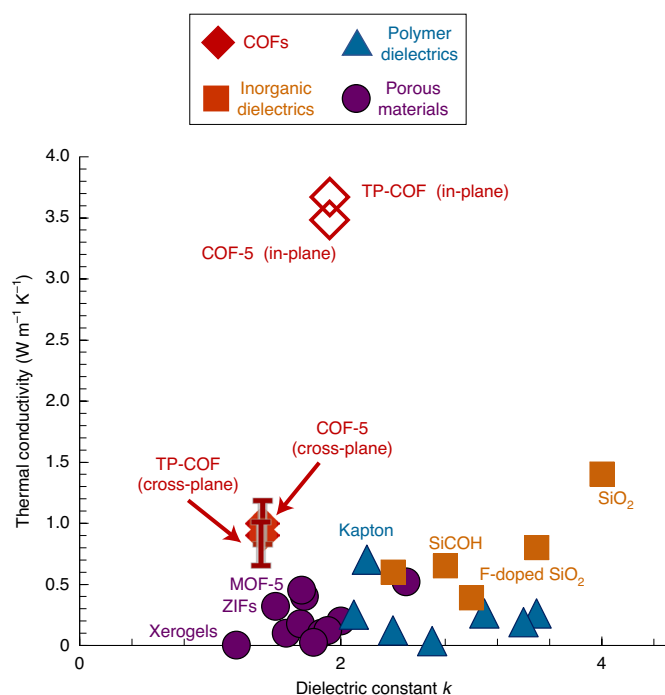 COFs
Polymer
dielectrics
Inorganic
dielectrics
Porous
materials
4.0
TP-COF (in-plane)
3.5
COF-5 (in-plane)
3.0
2.5
Thermal conductivity (W m⁻¹ K⁻¹)
2.0
COF-5
(cross-plane)
TP-COF
(cross-plane)
1.5
SiO₂
1.0
Kapton
SiCOH
F-doped SiO₂
MOF-5
0.5
ZIFs
Xerogels
0
0
2
4
Dielectric constant k